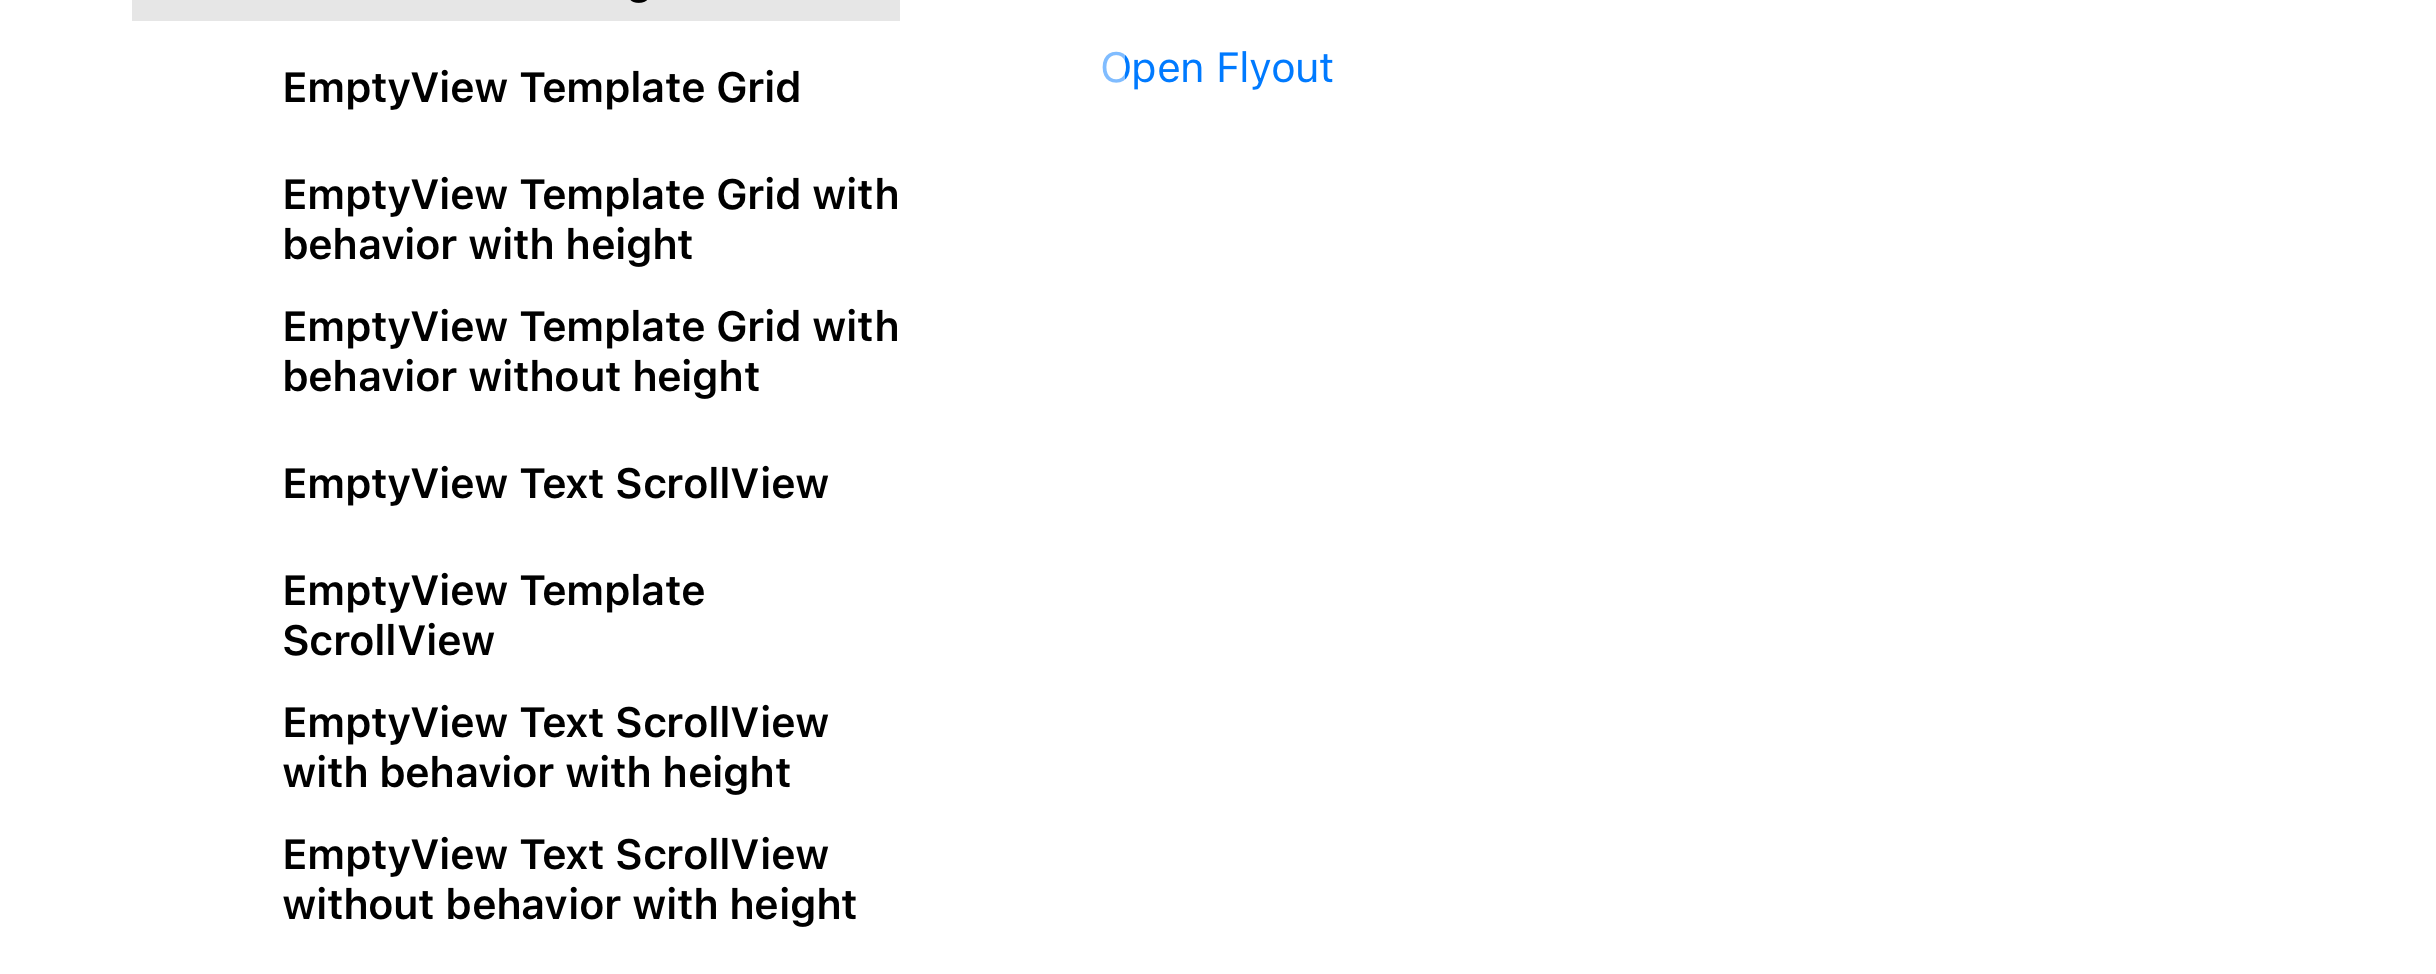 EmptyView Template Grid
EmptyView Template Grid with
behavior with height
EmptyView Template Grid with
behavior without height
EmptyView Text ScrollView
EmptyView Template
ScrollView
EmptyView Text ScrollView
with behavior with height
EmptyView Text ScrollView
without behavior with height
Open Flyout